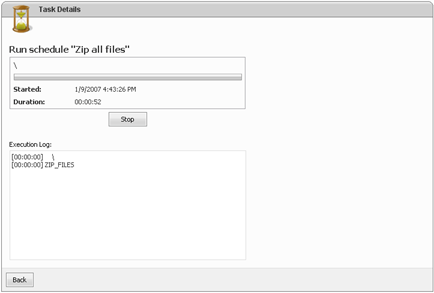 Task Details
Run schedule "Zip all files"
\
Started: 1/9/2007 4:43:26 PM
Duration: 00:00:52
Stop
Execution Log:
[00:00:00] \
[00:00:00] ZIP_FILES
Back